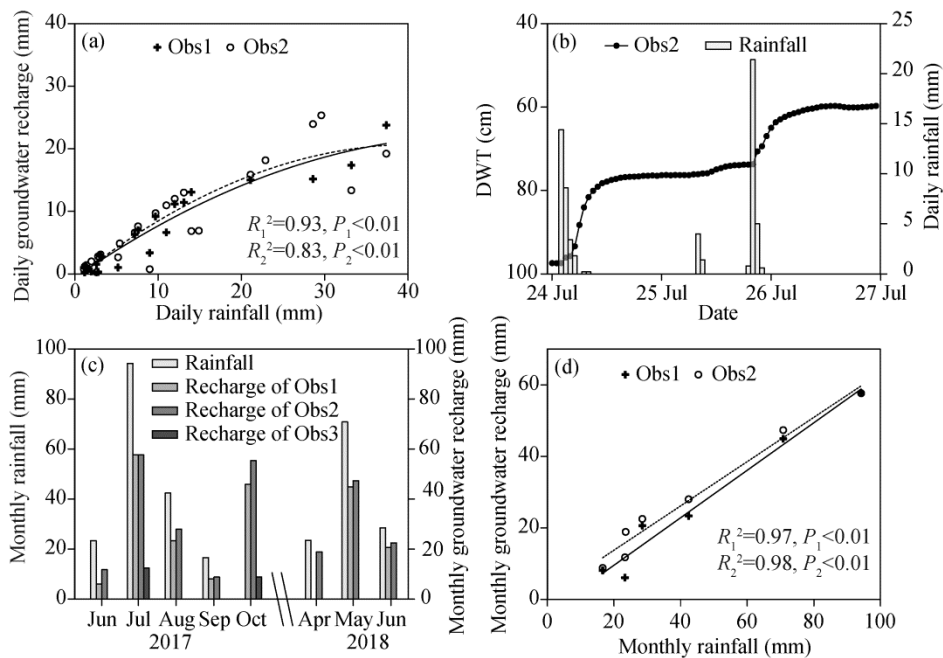 (a)
Obs1
Obs2
Daily groundwater recharge (mm)
40
30
20
10
0
R₁²=0.93, P₁<0.01
R₂²=0.83, P₂<0.01
0 10 20 30 40
Daily rainfall (mm)
(b)
Obs2
Rainfall
DWT (cm)
40
60
80
100
25
20
15
10
5
0
Daily rainfall (mm)
24 Jul 25 Jul 26 Jul 27 Jul
Date
(c)
Rainfall
Recharge of Obs1
Recharge of Obs2
Recharge of Obs3
Monthly rainfall (mm)
100
80
60
40
20
0
100
80
60
40
20
0
Monthly groundwater recharge (mm)
Jun Jul Aug Sep Oct Apr May Jun
2017 2018
(d)
Obs1
Obs2
Monthly groundwater recharge (mm)
60
40
20
0
R₁²=0.97, P₁<0.01
R₂²=0.98, P₂<0.01
0 20 40 60 80 100
Monthly rainfall (mm)